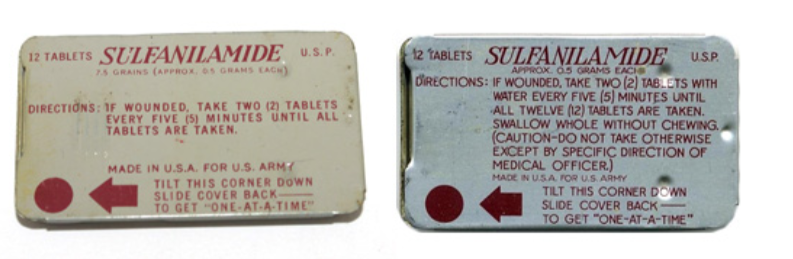 12 TABLETS SULFANILAMIDE U.S.P.
7.5 GRAINS (APPROX. 0.5 GRAMS EACH)
DIRECTIONS: IF WOUNDED, TAKE TWO (2) TABLETS
EVERY FIVE (5) MINUTES UNTIL ALL
TABLETS ARE TAKEN.
MADE IN U.S.A. FOR U.S. ARMY
TILT THIS CORNER DOWN
SLIDE COVER BACK
TO GET "ONE-AT-A-TIME"
12 TABLETS SULFANILAMIDE U.S.P.
APPROX. 0.5 GRAMS EACH
DIRECTIONS: IF WOUNDED, TAKE TWO (2) TABLETS WITH
WATER EVERY FIVE (5) MINUTES UNTIL
ALL TWELVE (12) TABLETS ARE TAKEN.
SWALLOW WHOLE WITHOUT CHEWING.
(CAUTION-DO NOT TAKE OTHERWISE
EXCEPT BY SPECIFIC DIRECTION OF
MEDICAL OFFICER.)
MADE IN U.S.A. FOR U.S. ARMY
TILT THIS CORNER DOWN
SLIDE COVER BACK
TO GET "ONE-AT-A-TIME"